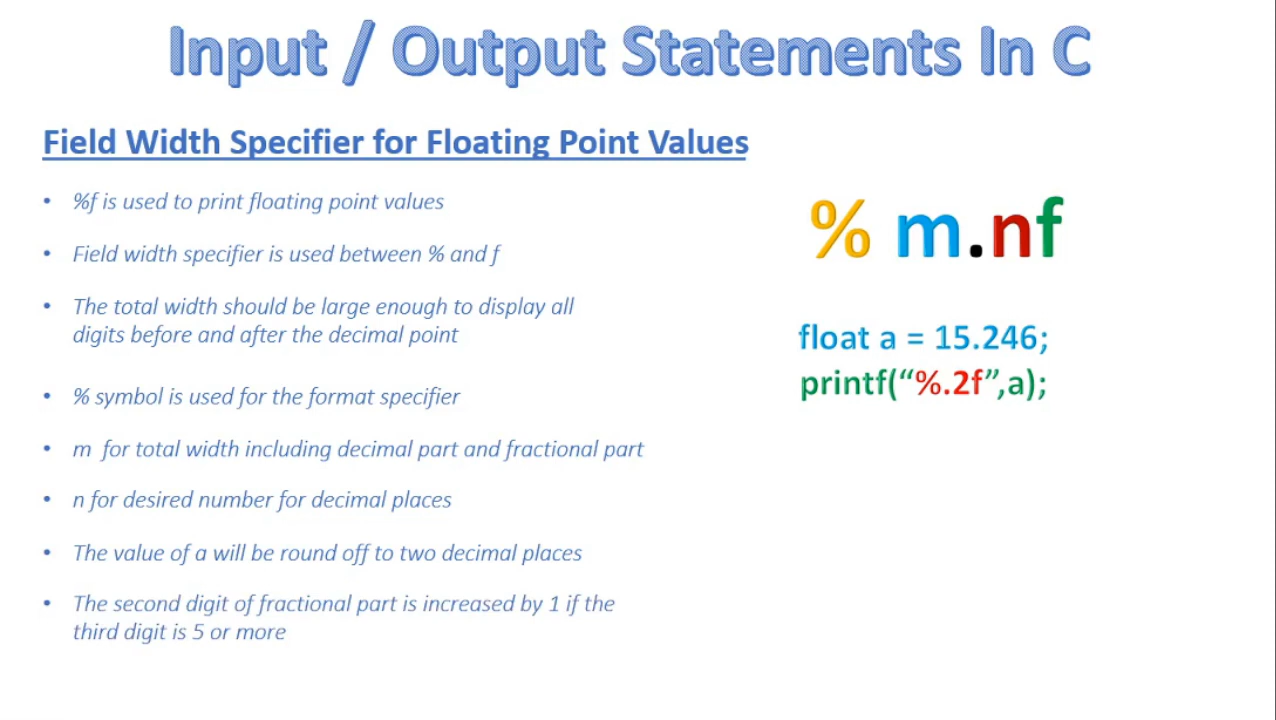 Input / Output Statements In C
Field Width Specifier for Floating Point Values
• %f is used to print floating point values
• Field width specifier is used between % and f
• The total width should be large enough to display all
digits before and after the decimal point
• % symbol is used for the format specifier
• m for total width including decimal part and fractional part
• n for desired number for decimal places
• The value of a will be round off to two decimal places
• The second digit of fractional part is increased by 1 if the
third digit is 5 or more
% m.nf
float a = 15.246;
printf(“%.2f”,a);